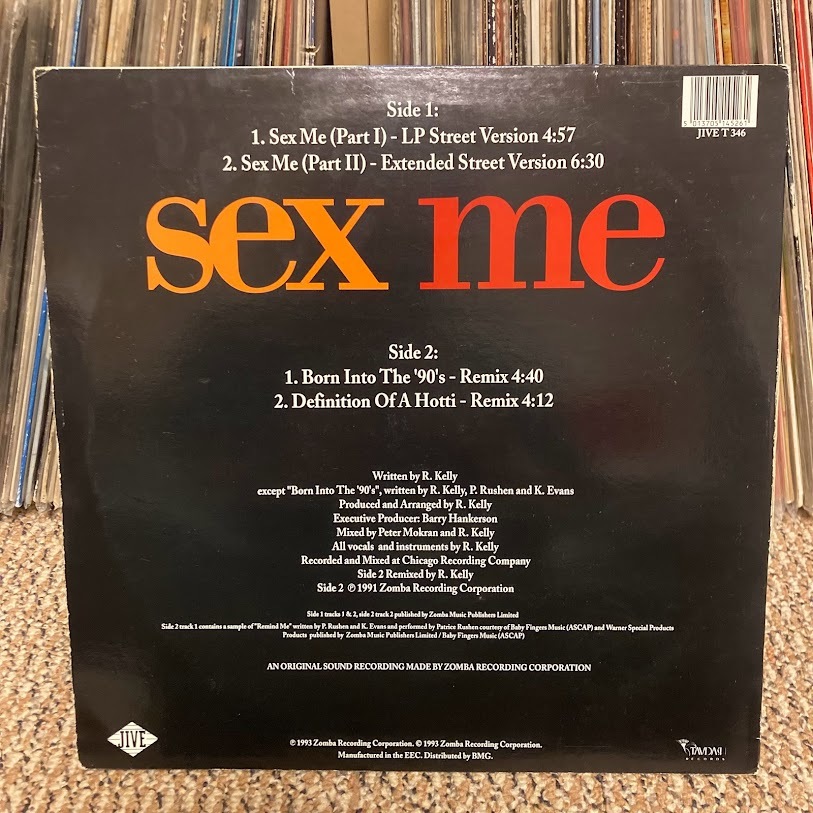 Side 1:
1. Sex Me (Part I) - LP Street Version 4:57
2. Sex Me (Part II) - Extended Street Version 6:30
5 013705 145261
JIVE T 346
sex me
Side 2:
1. Born Into The '90's - Remix 4:40
2. Definition Of A Hotti - Remix 4:12
Written by R. Kelly
except "Born Into The '90's", written by R. Kelly, P. Rushen and K. Evans
Produced and Arranged by R. Kelly
Executive Producer: Barry Hankerson
Mixed by Peter Mokran and R. Kelly
All vocals and instruments by R. Kelly
Recorded and Mixed at Chicago Recording Company
Side 2 Remixed by R. Kelly
Side 2 ℗ 1991 Zomba Recording Corporation
Side 1 tracks 1 & 2, side 2 track 2 published by Zomba Music Publishers Limited
Side 2 track 1 contains a sample of "Remind Me" written by P. Rushen and K. Evans and performed by Patrice Rushen courtesy of Baby Fingers Music (ASCAP) and Warner Special Products
Products published by Zomba Music Publishers Limited / Baby Fingers Music (ASCAP)
AN ORIGINAL SOUND RECORDING MADE BY ZOMBA RECORDING CORPORATION
JIVE
℗ 1993 Zomba Recording Corporation. © 1993 Zomba Recording Corporation.
Manufactured in the EEC. Distributed by BMG.
RECORDS